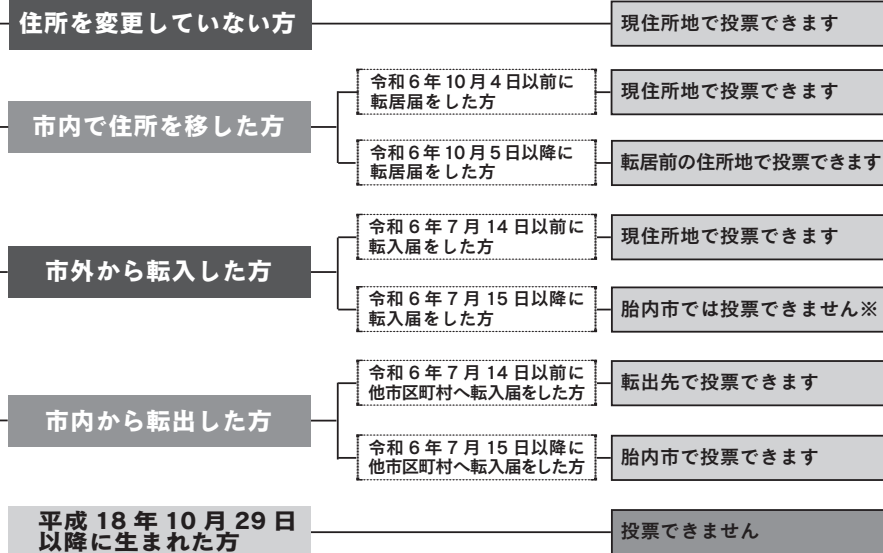 住所を変更していない方
現住所地で投票できます
市内で住所を移した方
令和6年10月4日以前に
転居届をした方
現住所地で投票できます
令和6年10月5日以降に
転居届をした方
転居前の住所地で投票できます
市外から転入した方
令和6年7月14日以前に
転入届をした方
現住所地で投票できます
令和6年7月15日以降に
転入届をした方
胎内市では投票できません※
市内から転出した方
令和6年7月14日以前に
他市区町村へ転入届をした方
転出先で投票できます
令和6年7月15日以降に
他市区町村へ転入届をした方
胎内市で投票できます
平成18年10月29日
以降に生まれた方
投票できません